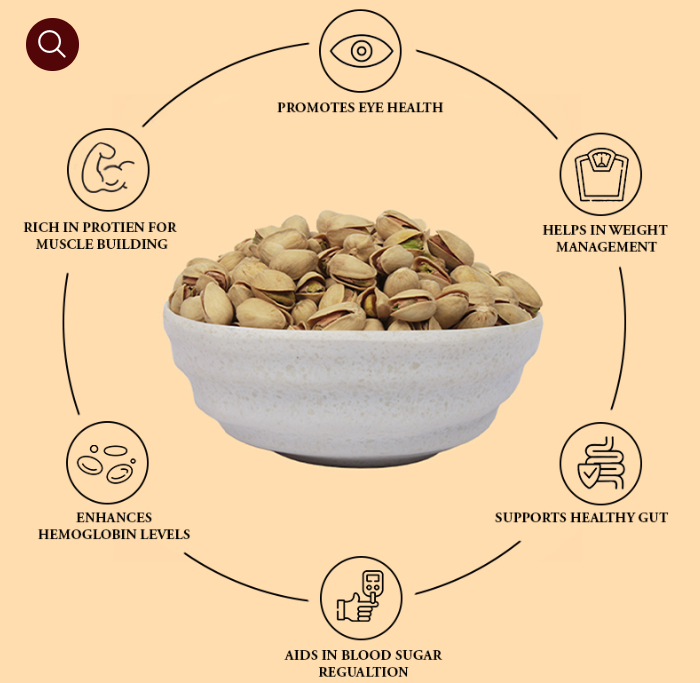 PROMOTES EYE HEALTH
RICH IN PROTIEN FOR
MUSCLE BUILDING
HELPS IN WEIGHT
MANAGEMENT
ENHANCES
HEMOGLOBIN LEVELS
SUPPORTS HEALTHY GUT
AIDS IN BLOOD SUGAR
REGUALTION